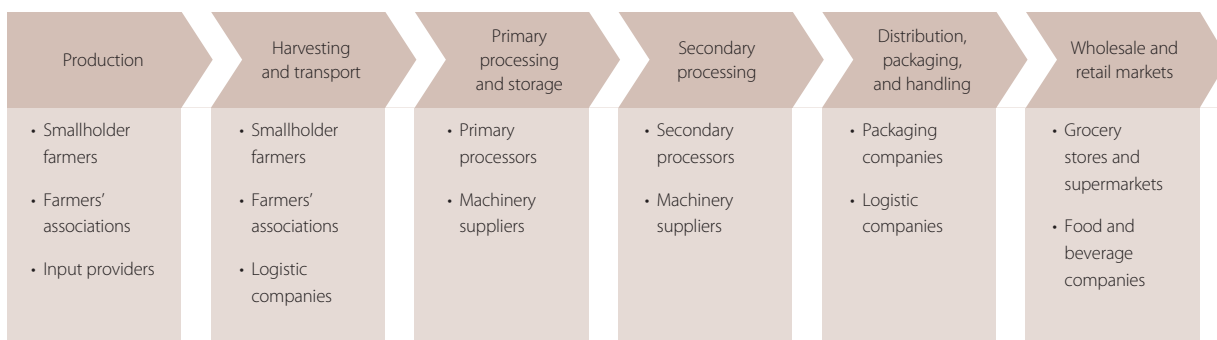 Production
Harvesting
and transport
Primary
processing
and storage
Secondary
processing
Distribution,
packaging,
and handling
Wholesale and
retail markets
• Smallholder
farmers
• Farmers’
associations
• Input providers
• Smallholder
farmers
• Farmers’
associations
• Logistic
companies
• Primary
processors
• Machinery
suppliers
• Secondary
processors
• Machinery
suppliers
• Packaging
companies
• Logistic
companies
• Grocery
stores and
supermarkets
• Food and
beverage
companies